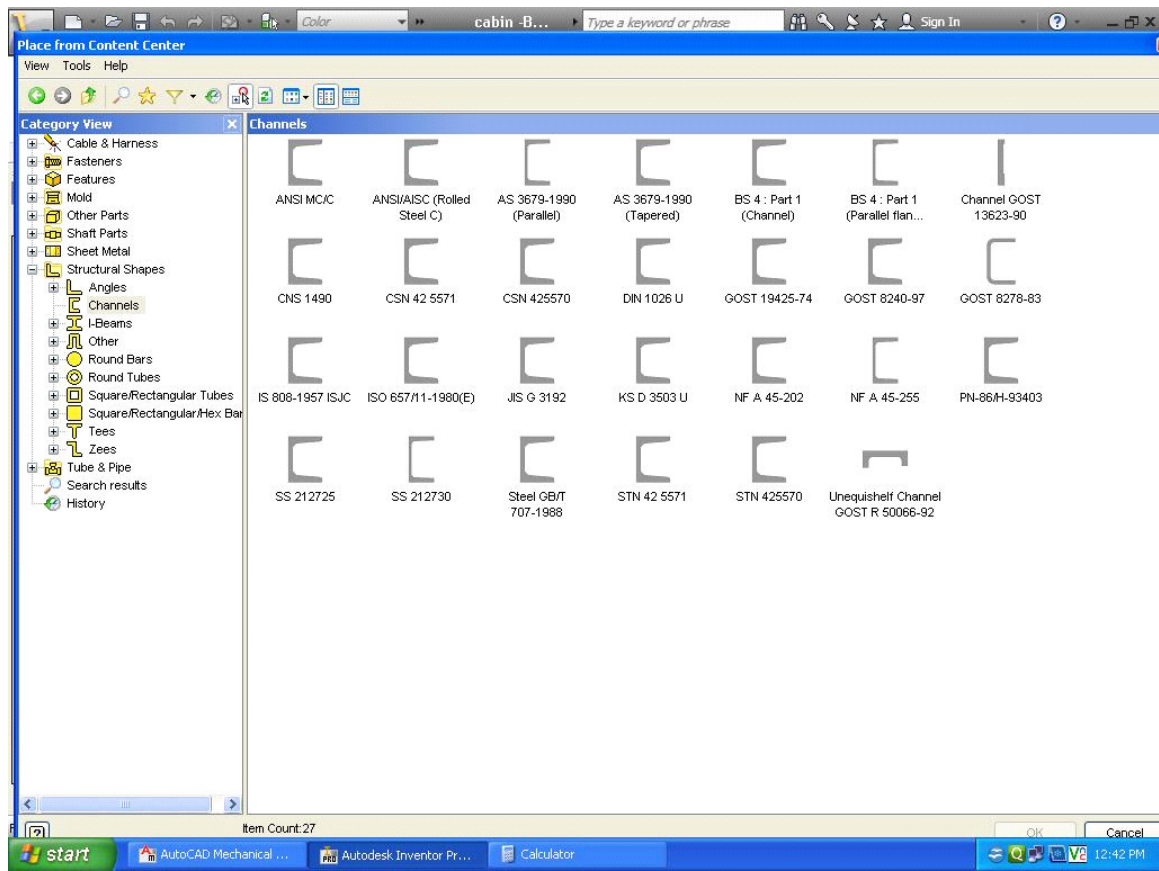 Color
cabin -B...
Type a keyword or phrase
Sign In
Place from Content Center
View Tools Help
Category View
Channels
Cable & Harness
Fasteners
Features
Mold
Other Parts
Shaft Parts
Sheet Metal
Structural Shapes
Angles
Channels
I-Beams
Other
Round Bars
Round Tubes
Square/Rectangular Tubes
Square/Rectangular/Hex Bar
Tees
Zees
Tube & Pipe
Search results
History
ANSI MC/C
ANSI/AISC (Rolled
Steel C)
AS 3679-1990
(Parallel)
AS 3679-1990
(Tapered)
BS 4 : Part 1
(Channel)
BS 4 : Part 1
(Parallel flan...
Channel GOST
13623-90
CNS 1490
CSN 42 5571
CSN 425570
DIN 1026 U
GOST 19425-74
GOST 8240-97
GOST 8278-83
IS 808-1957 ISJC
ISO 657/11-1980(E)
JIS G 3192
KS D 3503 U
NF A 45-202
NF A 45-255
PN-86/H-93403
SS 212725
SS 212730
Steel GB/T
707-1988
STN 42 5571
STN 425570
Unequishelf Channel
GOST R 50066-92
Item Count:27
OK
Cancel
start
AutoCAD Mechanical ...
Autodesk Inventor Pr...
Calculator
12:42 PM